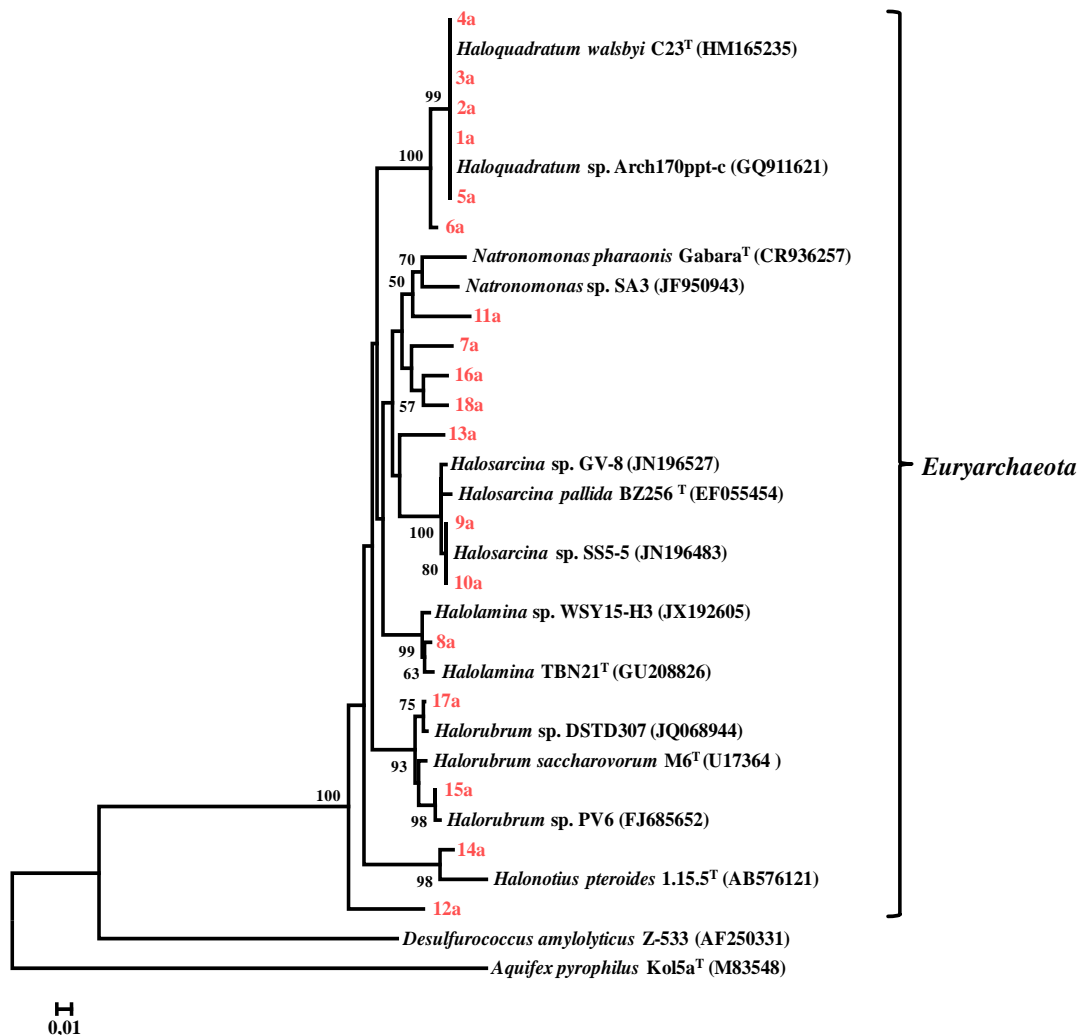 4a
Haloquadratum walsbyi C23ᵀ (HM165235)
3a
99
2a
1a
100
Haloquadratum sp. Arch170ppt-c (GQ911621)
5a
6a
70
Natronomonas pharaonis Gabaraᵀ (CR936257)
50
Natronomonas sp. SA3 (JF950943)
11a
7a
16a
57
18a
13a
Halosarcina sp. GV-8 (JN196527)
Euryarchaeota
Halosarcina pallida BZ256 ᵀ (EF055454)
9a
100
Halosarcina sp. SS5-5 (JN196483)
80
10a
Halolamina sp. WSY15-H3 (JX192605)
8a
99
63
Halolamina TBN21ᵀ (GU208826)
17a
75
Halorubrum sp. DSTD307 (JQ068944)
93
Halorubrum saccharovorum M6ᵀ (U17364 )
15a
100
98
Halorubrum sp. PV6 (FJ685652)
14a
98
Halonotius pteroides 1.15.5ᵀ (AB576121)
12a
Desulfurococcus amylolyticus Z-533 (AF250331)
Aquifex pyrophilus Kol5aᵀ (M83548)
0,01